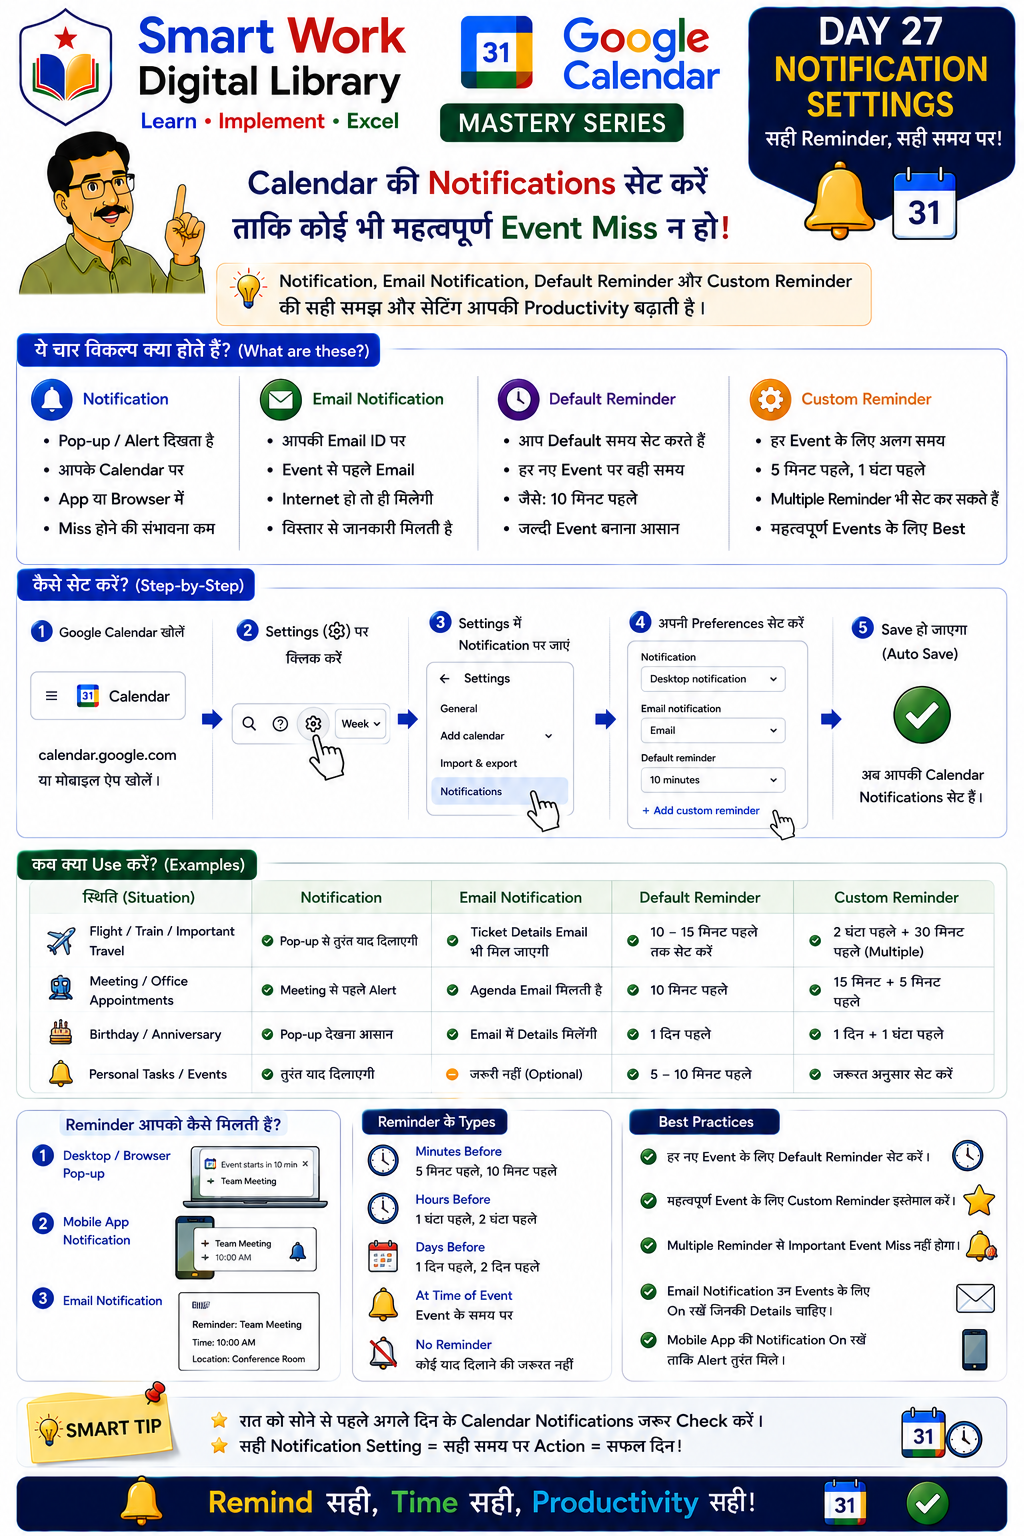 Smart Work
Digital Library
Learn • Implement • Excel
31
Google
Calendar
MASTERY SERIES
DAY 27
NOTIFICATION
SETTINGS
सही Reminder, सही समय पर!
31
Calendar की Notifications सेट करें
ताकि कोई भी महत्वपूर्ण Event Miss न हो!
Notification, Email Notification, Default Reminder और Custom Reminder
की सही समझ और सेटिंग आपकी Productivity बढ़ाती है।
ये चार विकल्प क्या होते हैं? (What are these?)
Notification
• Pop-up / Alert दिखता है
• आपके Calendar पर
• App या Browser में
• Miss होने की संभावना कम
Email Notification
• आपकी Email ID पर
• Event से पहले Email
• Internet हो तो ही मिलेगी
• विस्तार से जानकारी मिलती है
Default Reminder
• आप Default समय सेट करते हैं
• हर नए Event पर वही समय
• जैसे: 10 मिनट पहले
• जल्दी Event बनाना आसान
Custom Reminder
• हर Event के लिए अलग समय
• 5 मिनट पहले, 1 घंटा पहले
• Multiple Reminder भी सेट कर सकते हैं
• महत्वपूर्ण Events के लिए Best
कैसे सेट करें? (Step-by-Step)
1 Google Calendar खोलें
31 Calendar
calendar.google.com
या मोबाइल ऐप खोलें।
2 Settings (⚙) पर
क्लिक करें
Week
3 Settings में
Notification पर जाएं
← Settings
General
Add calendar
Import & export
Notifications
4 अपनी Preferences सेट करें
Notification
Desktop notification
Email notification
Email
Default reminder
10 minutes
+ Add custom reminder
5 Save हो जाएगा
(Auto Save)
अब आपकी Calendar
Notifications सेट हैं।
कव क्या Use करें? (Examples)
स्थिति (Situation) Notification Email Notification Default Reminder Custom Reminder
Flight / Train / Important
Travel
Pop-up से तुरंत याद दिलाएगी
Ticket Details Email
भी मिल जाएगी
10 – 15 मिनट पहले
तक सेट करें
2 घंटा पहले + 30 मिनट
पहले (Multiple)
Meeting / Office
Appointments
Meeting से पहले Alert
Agenda Email मिलती है
10 मिनट पहले
15 मिनट + 5 मिनट
पहले
Birthday / Anniversary
Pop-up देखना आसान
Email में Details मिलेंगी
1 दिन पहले
1 दिन + 1 घंटा पहले
Personal Tasks / Events
तुरंत याद दिलाएगी
जरूरी नहीं (Optional)
5 – 10 मिनट पहले
जरूरत अनुसार सेट करें
Reminder आपको कैसे मिलती हैं?
1 Desktop / Browser
Pop-up
Event starts in 10 min ×
Team Meeting
2 Mobile App
Notification
Team Meeting
10:00 AM
3 Email Notification
Reminder: Team Meeting
Time: 10:00 AM
Location: Conference Room
Reminder के Types
Minutes Before
5 मिनट पहले, 10 मिनट पहले
Hours Before
1 घंटा पहले, 2 घंटा पहले
Days Before
1 दिन पहले, 2 दिन पहले
At Time of Event
Event के समय पर
No Reminder
कोई याद दिलाने की जरूरत नहीं
Best Practices
हर नए Event के लिए Default Reminder सेट करें।
महत्वपूर्ण Event के लिए Custom Reminder इस्तेमाल करें।
Multiple Reminder से Important Event Miss नहीं होगा।
Email Notification उन Events के लिए
On रखें जिनकी Details चाहिए।
Mobile App की Notification On रखें
ताकि Alert तुरंत मिले।
SMART TIP
रात को सोने से पहले अगले दिन के Calendar Notifications जरूर Check करें।
सही Notification Setting = सही समय पर Action = सफल दिन!
31
Remind सही, Time सही, Productivity सही!
31